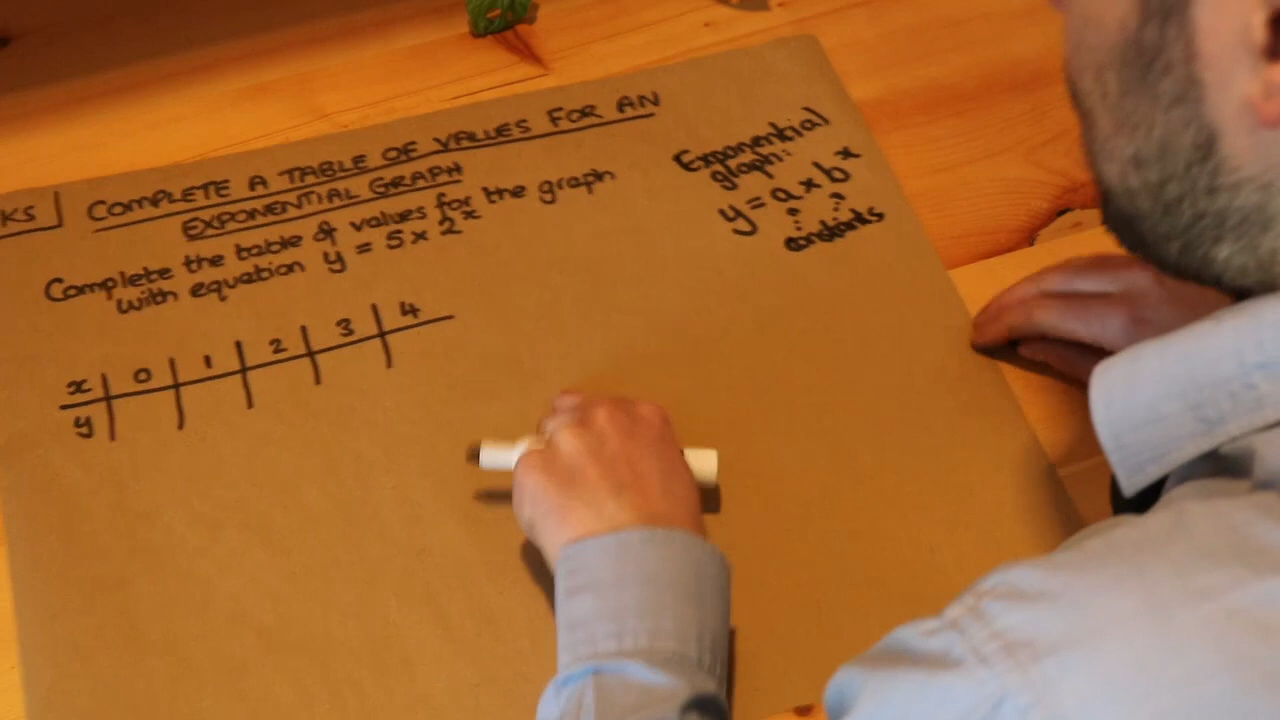 KS
COMPLETE A TABLE OF VALUES FOR AN
EXPONENTIAL GRAPH
Complete the table of values for the graph
with equation y = 5 × 2^x
x 0 1 2 3 4
y
Exponential
graph:
y = a × b^x
constants